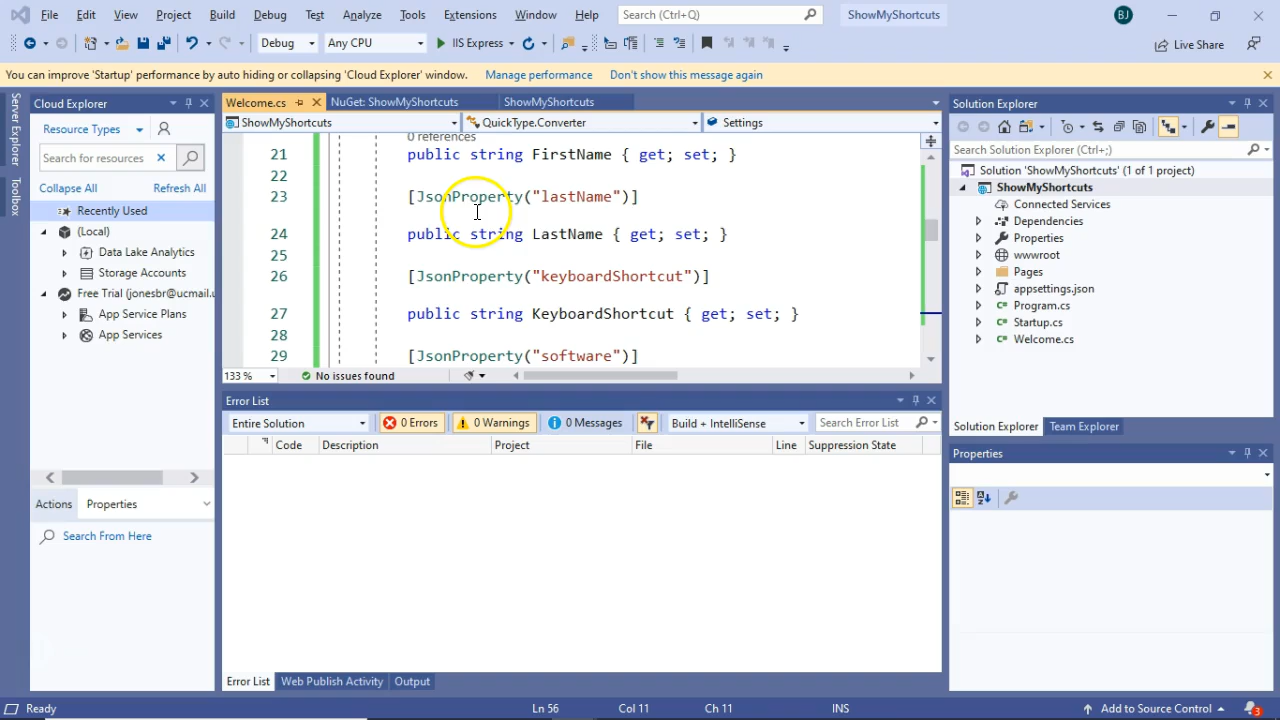 File Edit View Project Build Debug Test Analyze Tools Extensions Window Help Search (Ctrl+Q) ShowMyShortcuts BJ
Debug Any CPU IIS Express Live Share
You can improve 'Startup' performance by auto hiding or collapsing 'Cloud Explorer' window. Manage performance Don't show this message again
Server Explorer
Toolbox
Cloud Explorer
Resource Types
Search for resources
Collapse All Refresh All
Recently Used
(Local)
Data Lake Analytics
Storage Accounts
Free Trial (jonesbr@ucmail.u
App Service Plans
App Services
Actions Properties
Search From Here
Welcome.cs NuGet: ShowMyShortcuts ShowMyShortcuts
ShowMyShortcuts QuickType.Converter Settings
0 references
21 public string FirstName { get; set; }
22
23 [JsonProperty("lastName")]
24 public string LastName { get; set; }
25
26 [JsonProperty("keyboardShortcut")]
27 public string KeyboardShortcut { get; set; }
28
29 [JsonProperty("software")]
133 % No issues found
Error List
Entire Solution 0 Errors 0 Warnings 0 Messages Build + IntelliSense Search Error List
Code Description Project File Line Suppression State
Error List Web Publish Activity Output
Solution Explorer
Search Solution Explorer (Ctrl+;)
Solution 'ShowMyShortcuts' (1 of 1 project)
ShowMyShortcuts
Connected Services
Dependencies
Properties
wwwroot
Pages
appsettings.json
Program.cs
Startup.cs
Welcome.cs
Solution Explorer Team Explorer
Properties
Ready Ln 56 Col 11 Ch 11 INS Add to Source Control 3